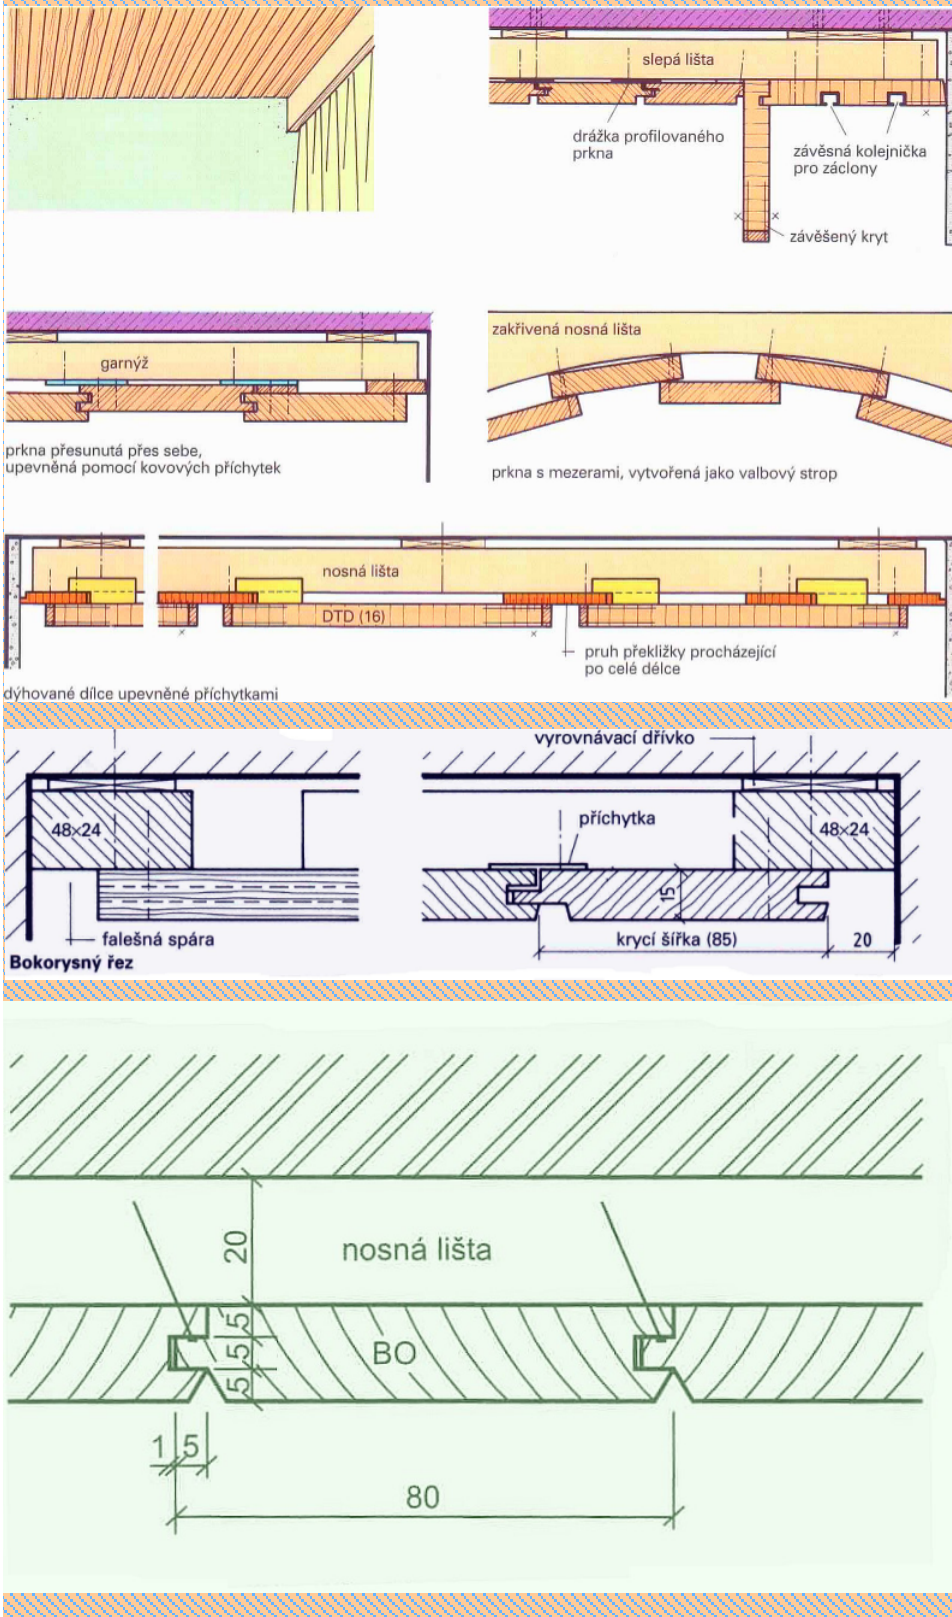 slepá lišta
drážka profilovaného
prkna
závěsná kolejnička
pro záclony
závěšený kryt
garnýž
prkna přesunutá přes sebe,
upevněná pomocí kovových příchytek
zakřivená nosná lišta
prkna s mezerami, vytvořená jako valbový strop
nosná lišta
DTD (16)
pruh překližky procházející
po celé délce
dýhované dílce upevněné příchytkami
vyrovnávací dřívko
48×24
příchytka
48×24
15
falešná spára
krycí šířka (85)
20
Bokorysný řez
20
nosná lišta
5
5
BO
5
1 5
80